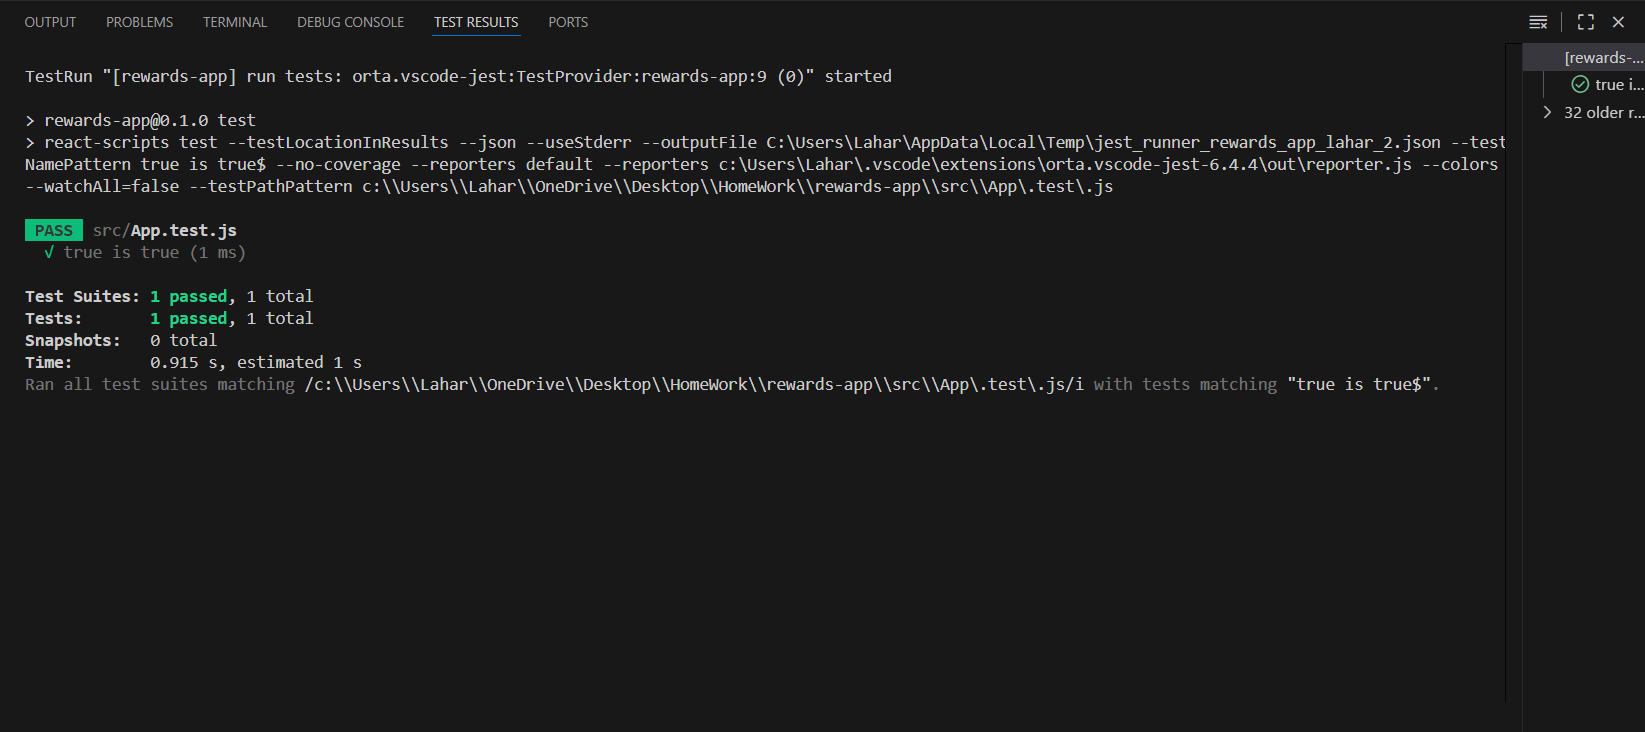 OUTPUT PROBLEMS TERMINAL DEBUG CONSOLE TEST RESULTS PORTS
TestRun "[rewards-app] run tests: orta.vscode-jest:TestProvider:rewards-app:9 (0)" started
> rewards-app@0.1.0 test
> react-scripts test --testLocationInResults --json --useStderr --outputFile C:\Users\Lahar\AppData\Local\Temp\jest_runner_rewards_app_lahar_2.json --test
NamePattern true is true$ --no-coverage --reporters default --reporters c:\Users\Lahar\.vscode\extensions\orta.vscode-jest-6.4.4\out\reporter.js --colors
--watchAll=false --testPathPattern c:\\Users\\Lahar\\OneDrive\\Desktop\\HomeWork\\rewards-app\\src\\App\.test\.js
PASS src/App.test.js
√ true is true (1 ms)
Test Suites: 1 passed, 1 total
Tests: 1 passed, 1 total
Snapshots: 0 total
Time: 0.915 s, estimated 1 s
Ran all test suites matching /c:\\Users\\Lahar\\OneDrive\\Desktop\\HomeWork\\rewards-app\\src\\App\.test\.js/i with tests matching "true is true$".
[rewards-...
true i...
32 older r...